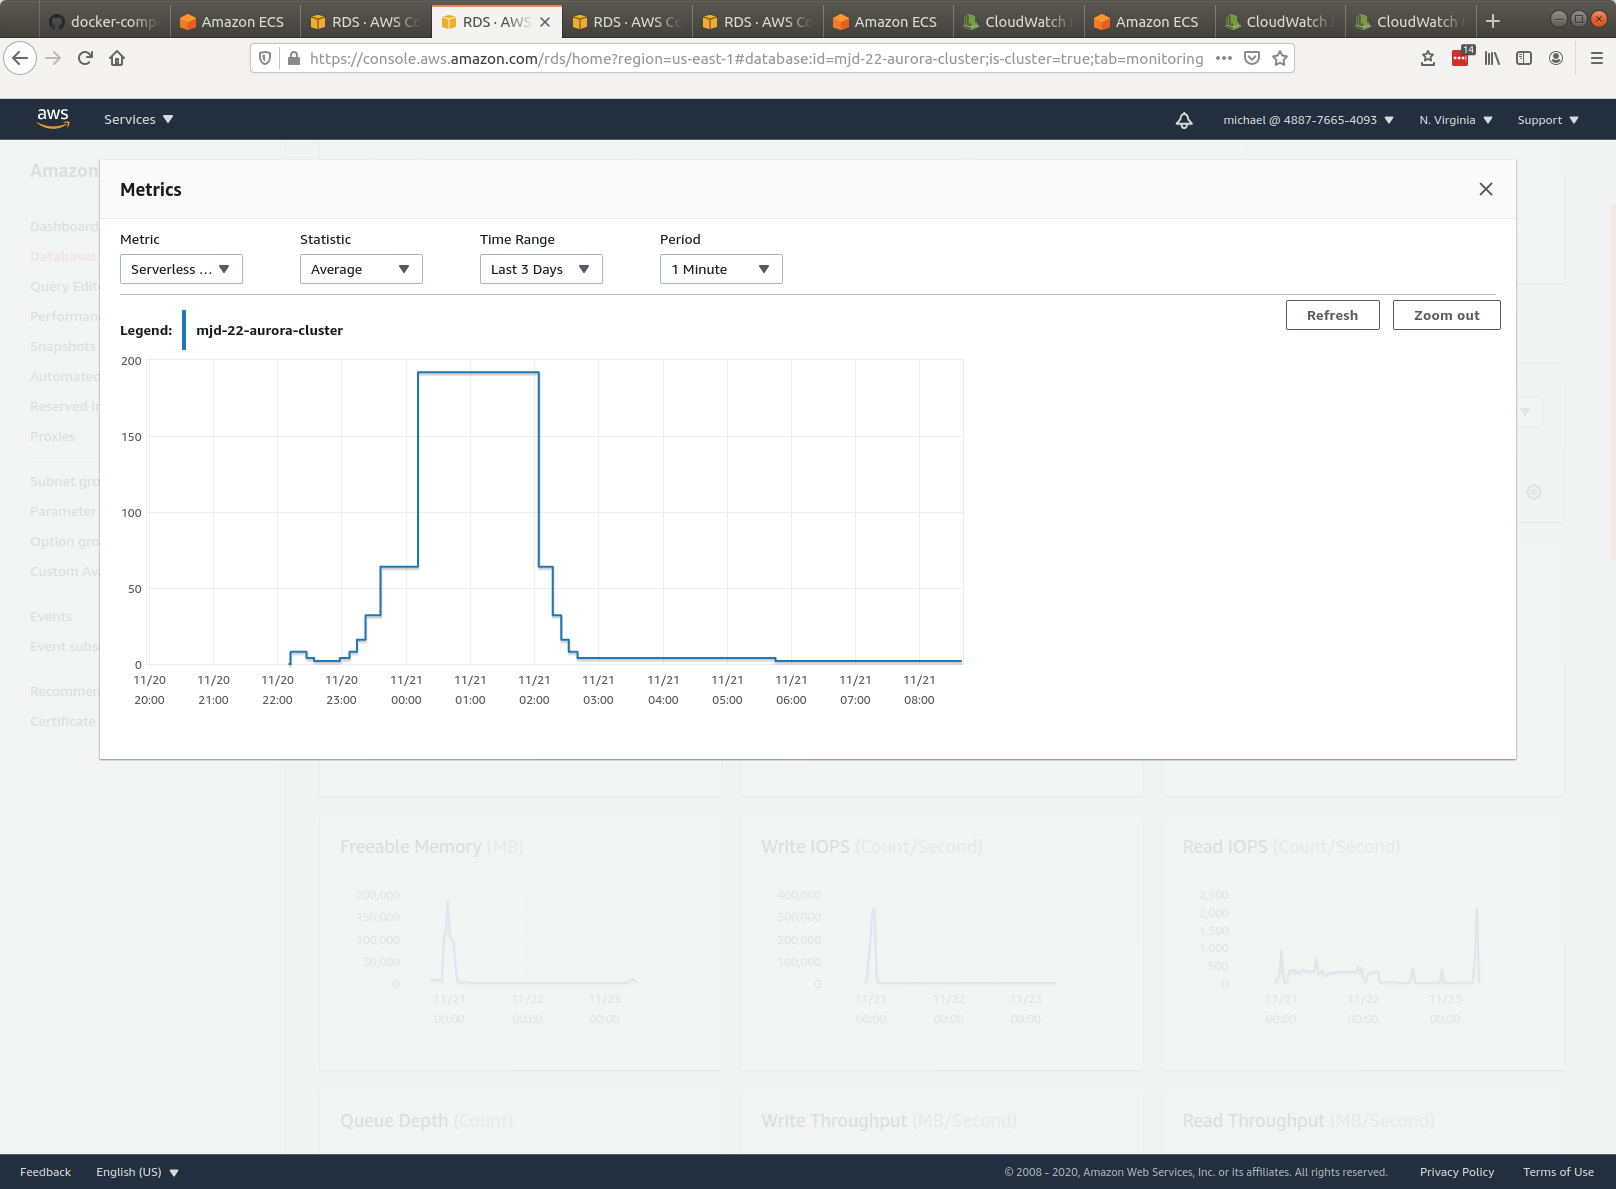 docker-comp
Amazon ECS
RDS · AWS Co
RDS · AWS
RDS · AWS Co
RDS · AWS Co
Amazon ECS
CloudWatch
Amazon ECS
CloudWatch
CloudWatch
https://console.aws.amazon.com/rds/home?region=us-east-1#database:id=mjd-22-aurora-cluster;is-cluster=true;tab=monitoring
14
aws
Services
michael @ 4887-7665-4093
N. Virginia
Support
Amazon
Dashboard
Databases
Query Edit
Performan
Snapshots
Automated
Reserved in
Proxies
Subnet gro
Parameter
Option gro
Custom Ava
Events
Event subs
Recommen
Certificate
Metrics
Metric
Statistic
Time Range
Period
Serverless ...
Average
Last 3 Days
1 Minute
Refresh
Zoom out
Legend:
mjd-22-aurora-cluster
200
150
100
50
0
11/20 20:00
11/20 21:00
11/20 22:00
11/20 23:00
11/21 00:00
11/21 01:00
11/21 02:00
11/21 03:00
11/21 04:00
11/21 05:00
11/21 06:00
11/21 07:00
11/21 08:00
Freeable Memory (MB)
200,000
150,000
100,000
50,000
0
11/21 00:00
11/22 00:00
11/23 00:00
Write IOPS (Count/Second)
400,000
300,000
200,000
100,000
0
11/21 00:00
11/22 00:00
11/23 00:00
Read IOPS (Count/Second)
2,500
2,000
1,500
1,000
500
0
11/21 00:00
11/22 00:00
11/23 00:00
Queue Depth (Count)
Write Throughput (MB/Second)
Read Throughput (MB/Second)
Feedback
English (US)
© 2008 - 2020, Amazon Web Services, Inc. or its affiliates. All rights reserved.
Privacy Policy
Terms of Use